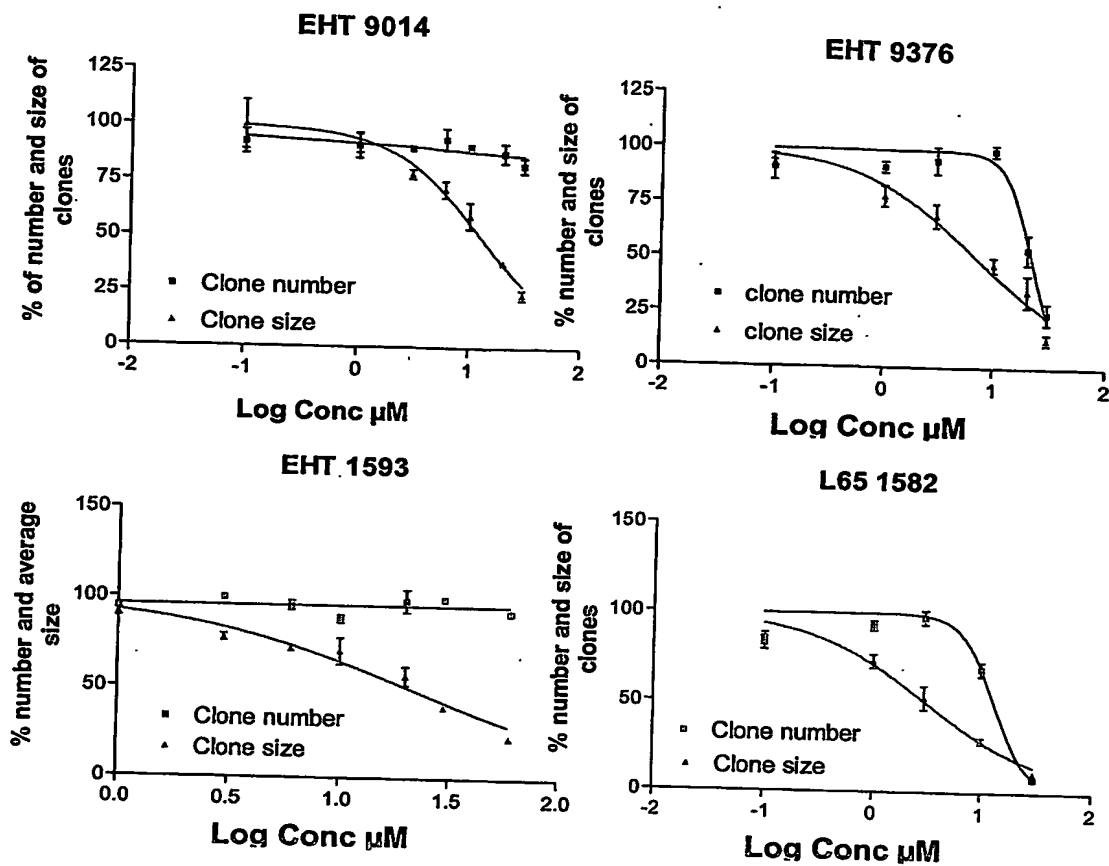 EHT 9014
% of number and size of
clones
125
100
75
50
25
0
Clone number
Clone size
-2
-1
0
1
2
Log Conc µM
EHT 9376
% number and size of
clones
125
100
75
50
25
0
clone number
clone size
-2
-1
0
1
2
Log Conc µM
EHT 1593
% number and average
size
150
100
50
0
Clone number
Clone size
0.0
0.5
1.0
1.5
2.0
Log Conc µM
L65 1582
% number and size of
clones
150
100
50
0
Clone number
Clone size
-2
-1
0
1
2
Log Conc µM